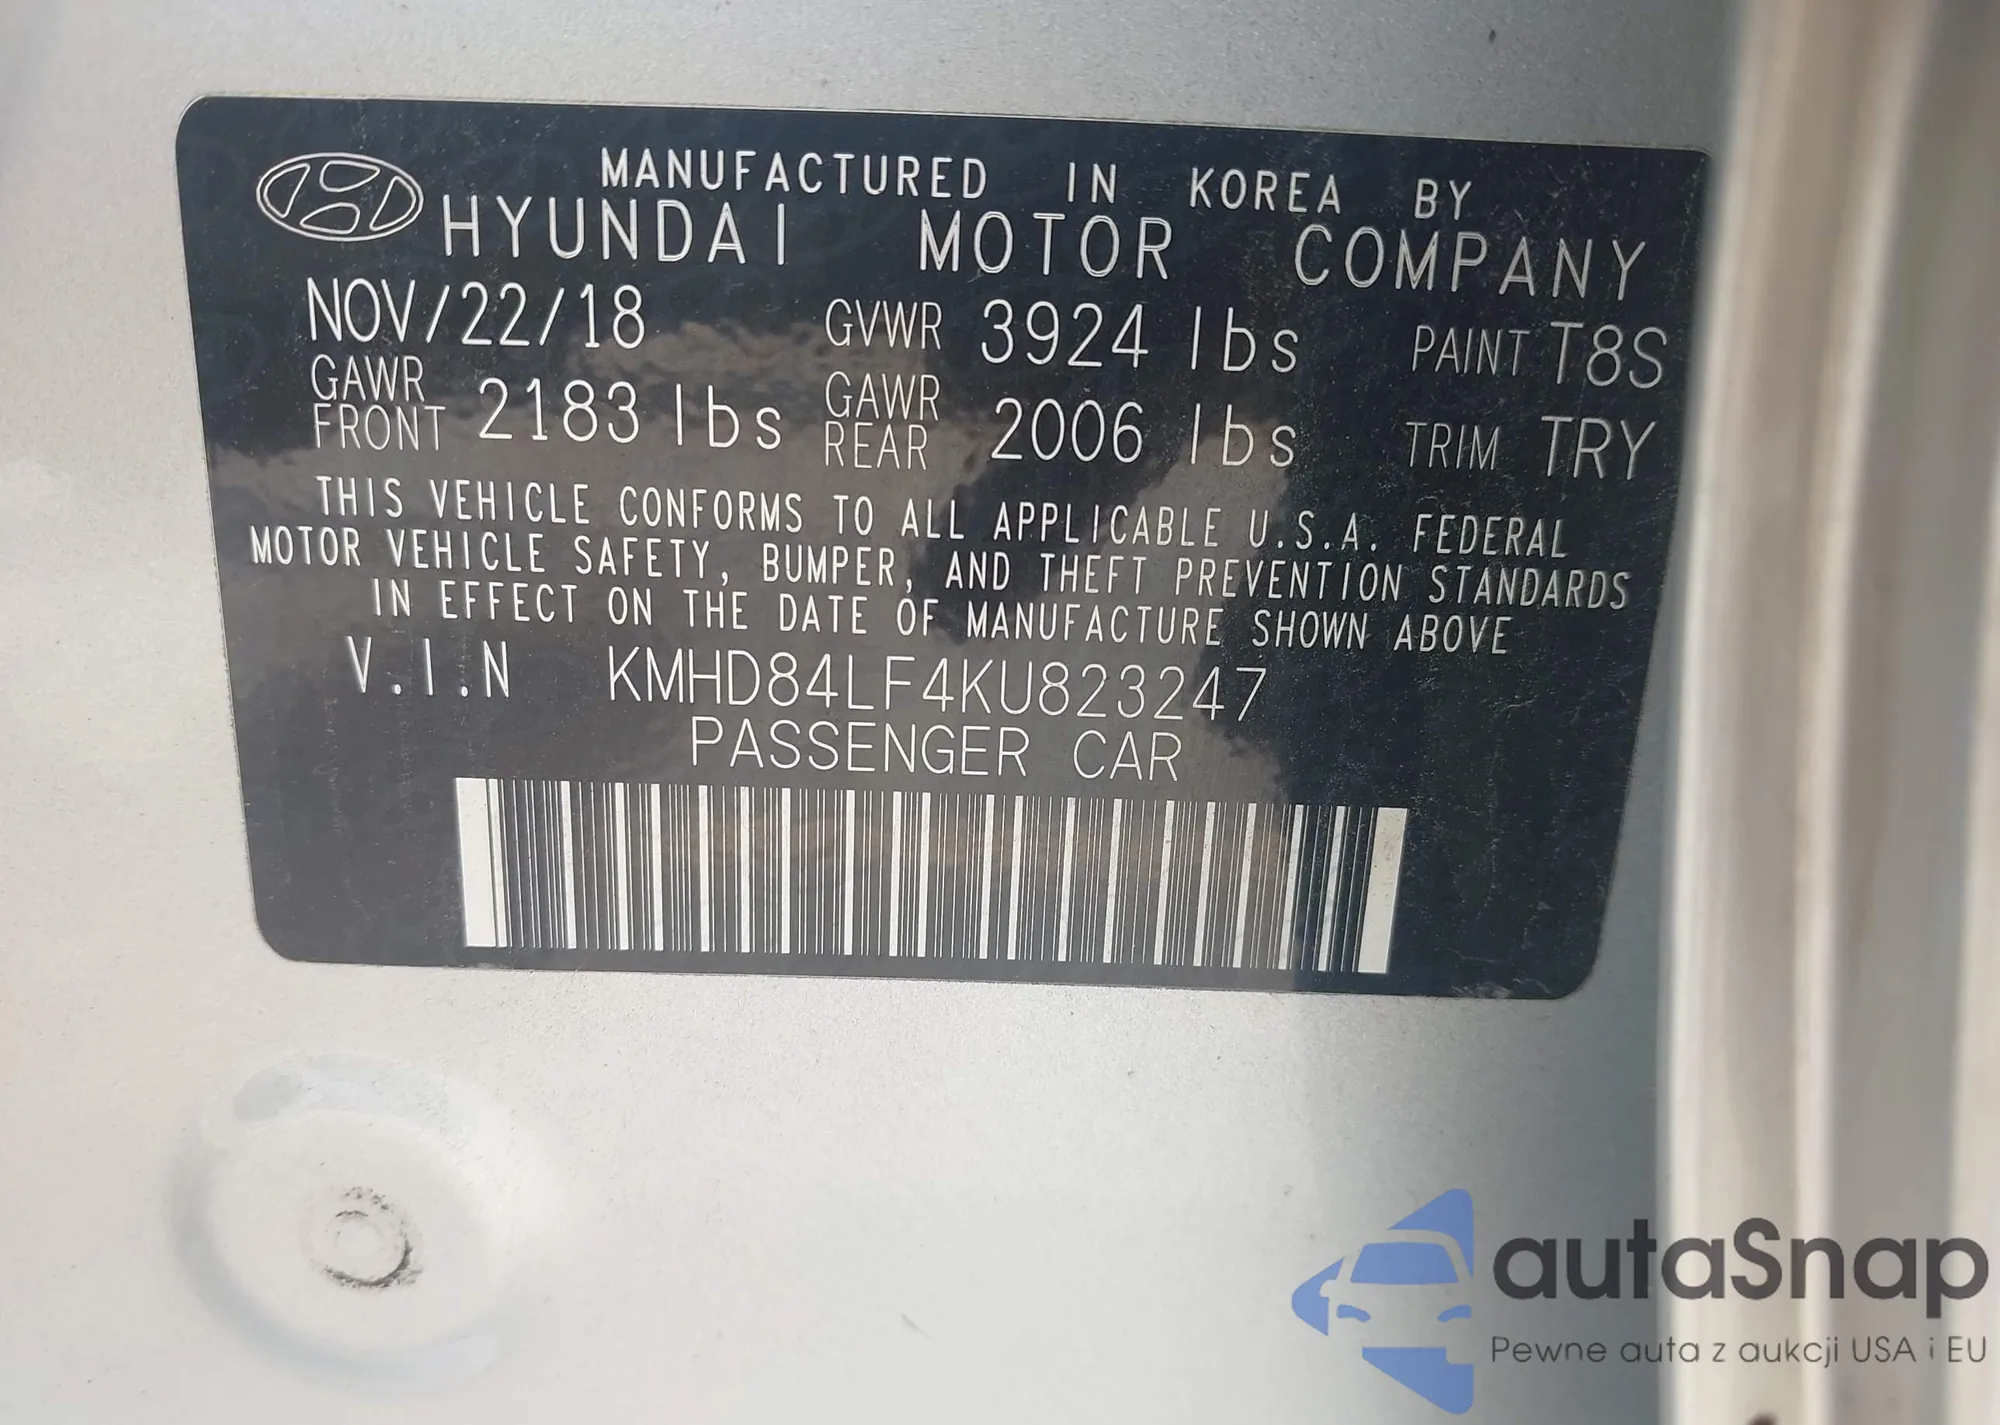 MANUFACTURED IN KOREA BY
HYUNDAI MOTOR COMPANY
NOV/22/18 GVWR 3924 lbs PAINT T8S
GAWR FRONT 2183 lbs GAWR REAR 2006 lbs TRIM TRY
THIS VEHICLE CONFORMS TO ALL APPLICABLE U.S.A. FEDERAL
MOTOR VEHICLE SAFETY, BUMPER, AND THEFT PREVENTION STANDARDS
IN EFFECT ON THE DATE OF MANUFACTURE SHOWN ABOVE
V.I.N KMHD84LF4KU823247
PASSENGER CAR
autaSnap
Pewne auta z aukcji USA i EU